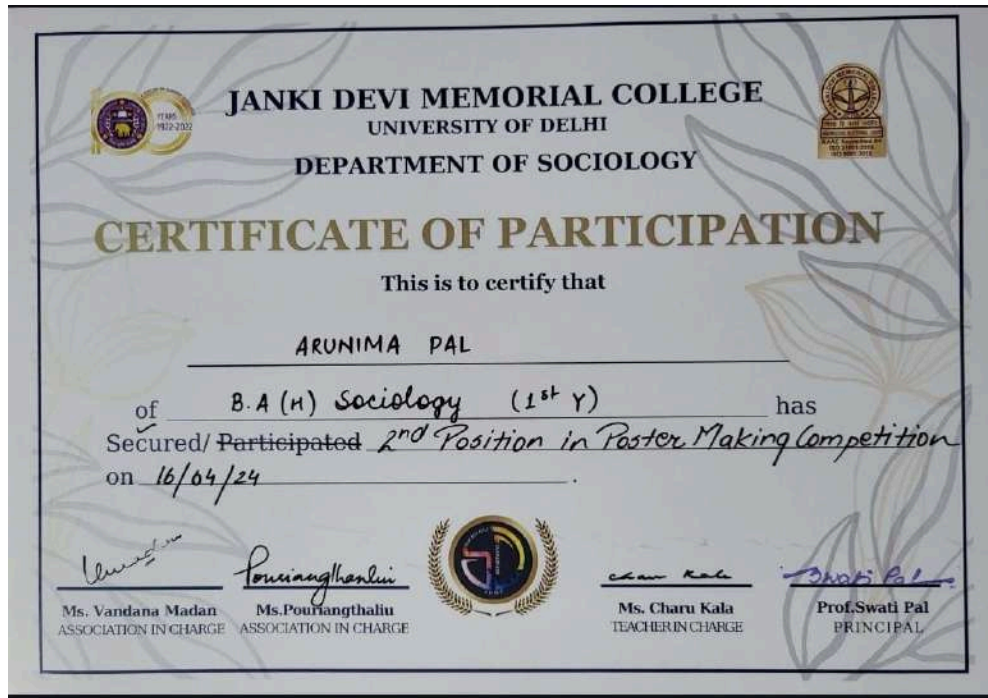 JANKI DEVI MEMORIAL COLLEGE
UNIVERSITY OF DELHI
DEPARTMENT OF SOCIOLOGY
YEARS
1922-2022
CERTIFICATE OF PARTICIPATION
This is to certify that
ARUNIMA PAL
of B.A (H) Sociology (1st Y) has
Secured/ Participated 2nd Position in Poster Making Competition
on 16/04/24.
Ms. Vandana Madan
ASSOCIATION IN CHARGE
Ms.Pouriangthaliu
ASSOCIATION IN CHARGE
Charu Kala
Ms. Charu Kala
TEACHER IN CHARGE
Swati Pal
Prof.Swati Pal
PRINCIPAL